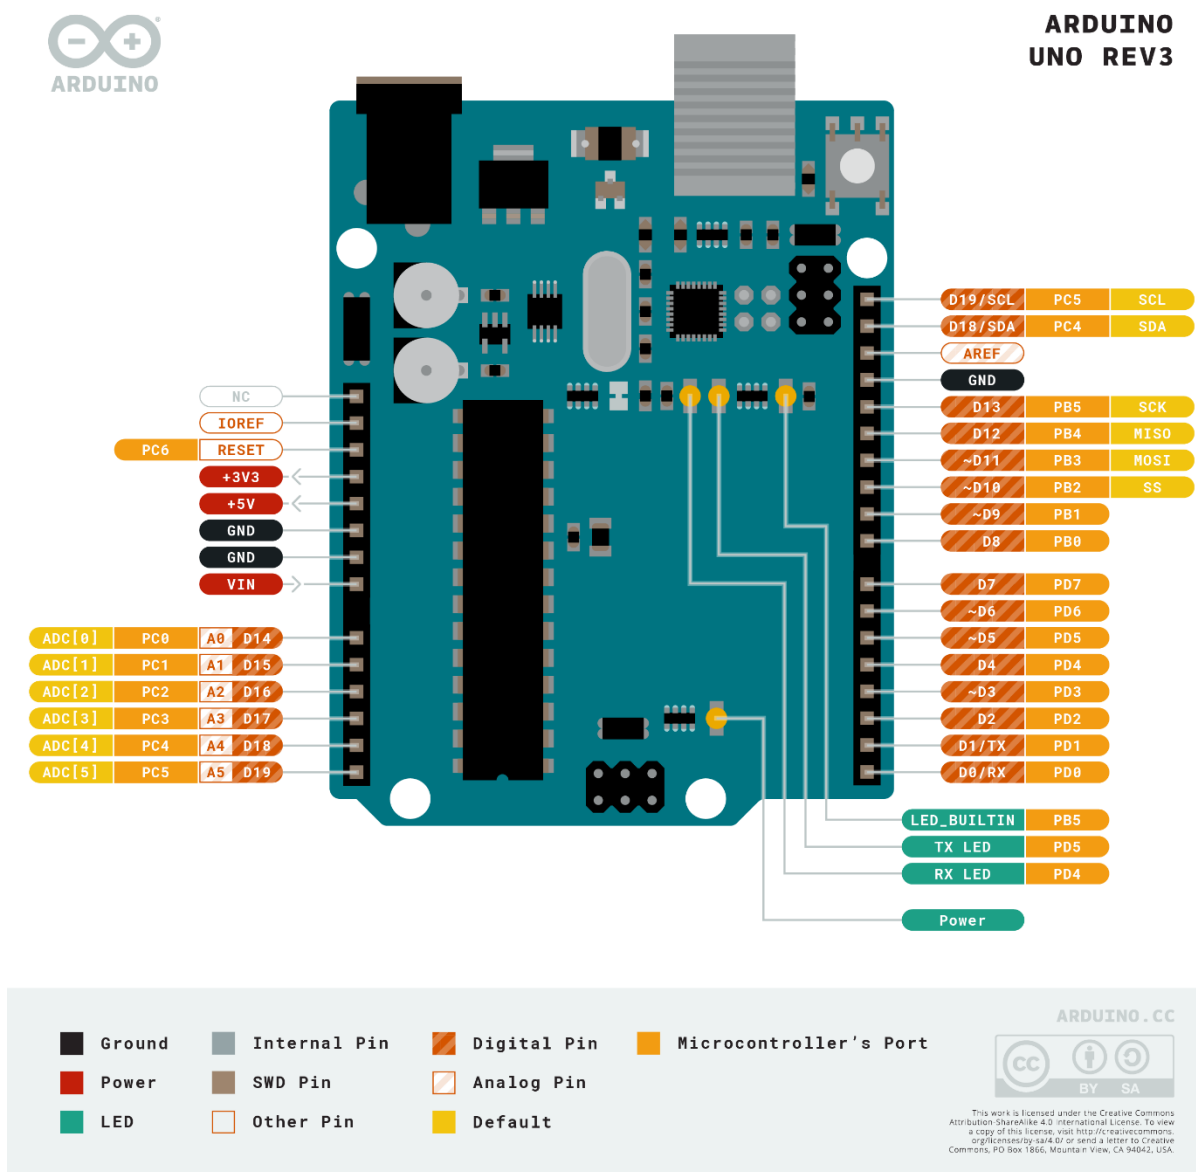 ARDUINO
ARDUINO
UNO REV3
NC
IOREF
PC6 RESET
+3V3
+5V
GND
GND
VIN
ADC[0] PC0 A0 D14
ADC[1] PC1 A1 D15
ADC[2] PC2 A2 D16
ADC[3] PC3 A3 D17
ADC[4] PC4 A4 D18
ADC[5] PC5 A5 D19
D19/SCL PC5 SCL
D18/SDA PC4 SDA
AREF
GND
D13 PB5 SCK
D12 PB4 MISO
~D11 PB3 MOSI
~D10 PB2 SS
~D9 PB1
D8 PB0
D7 PD7
~D6 PD6
~D5 PD5
D4 PD4
~D3 PD3
D2 PD2
D1/TX PD1
D0/RX PD0
LED_BUILTIN PB5
TX LED PD5
RX LED PD4
Power
Ground
Power
LED
Internal Pin
SWD Pin
Other Pin
Digital Pin
Analog Pin
Default
Microcontroller's Port
ARDUINO.CC
CC
BY SA
This work is licensed under the Creative Commons
Attribution-ShareAlike 4.0 International License. To view
a copy of this license, visit http://creativecommons.
org/licenses/by-sa/4.0/ or send a letter to Creative
Commons, PO Box 1866, Mountain View, CA 94042, USA.